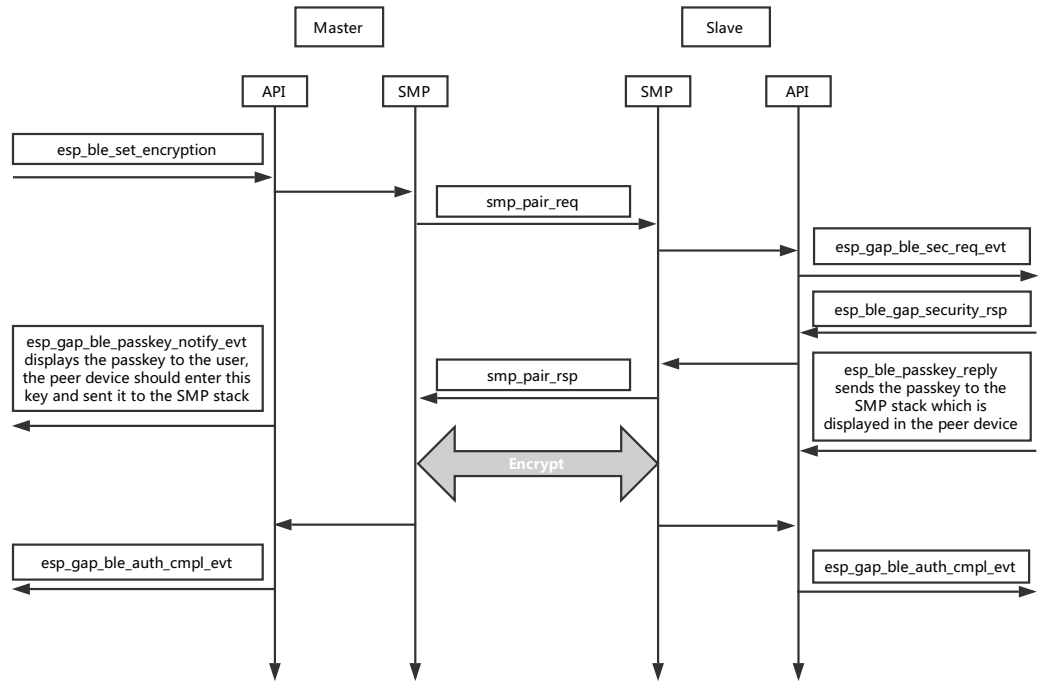 Master
Slave
API
SMP
SMP
API
esp_ble_set_encryption
smp_pair_req
esp_gap_ble_sec_req_evt
esp_ble_gap_security_rsp
esp_gap_ble_passkey_notify_evt
displays the passkey to the user,
the peer device should enter this
key and sent it to the SMP stack
smp_pair_rsp
esp_ble_passkey_reply
sends the passkey to the
SMP stack which is
displayed in the peer device
Encrypt
esp_gap_ble_auth_cmpl_evt
esp_gap_ble_auth_cmpl_evt